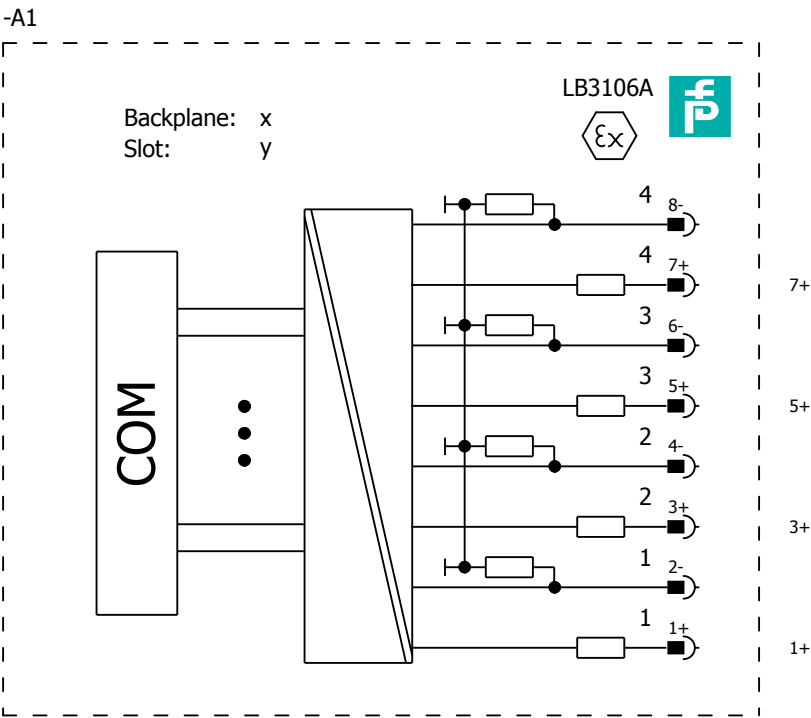 -A1
LB3106A
Backplane: x
Slot: y
εx
4 8-
4 7+ 7+
3 6-
3 5+ 5+
COM
2 4-
2 3+ 3+
1 2-
1 1+ 1+